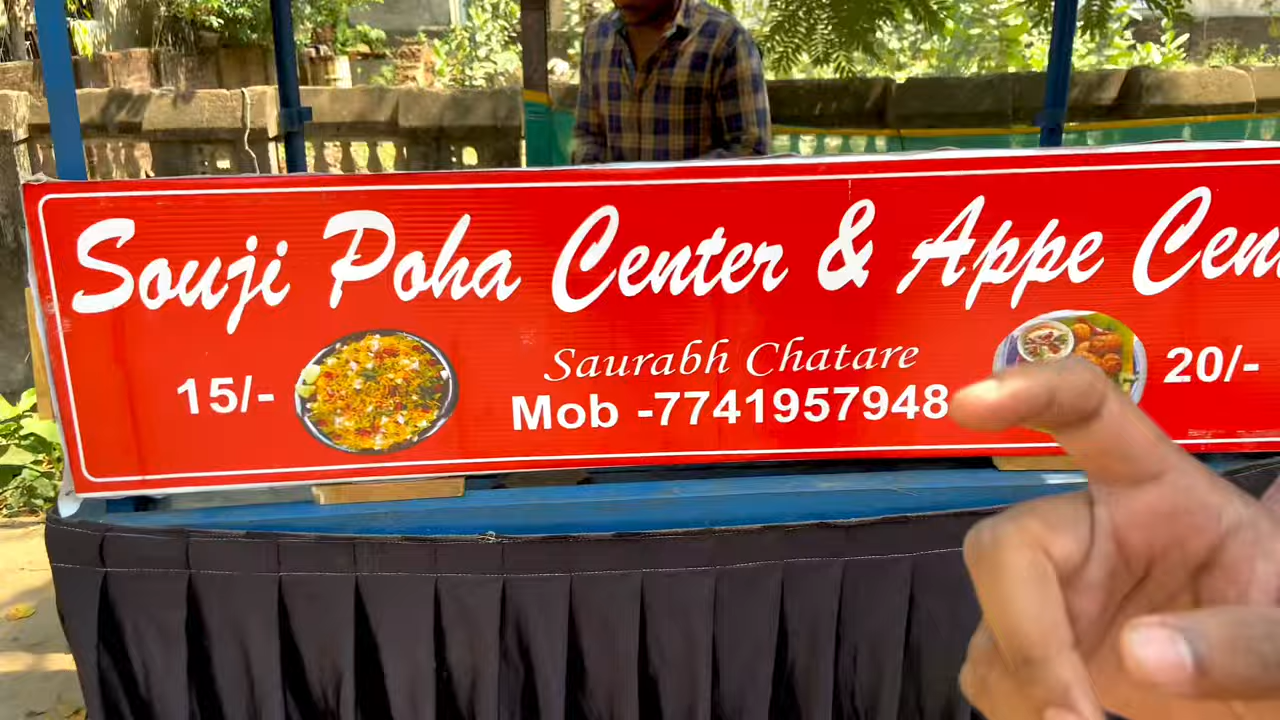 Souji Poha Center & Appe Cen
Saurabh Chatare
15/-
Mob -7741957948
20/-